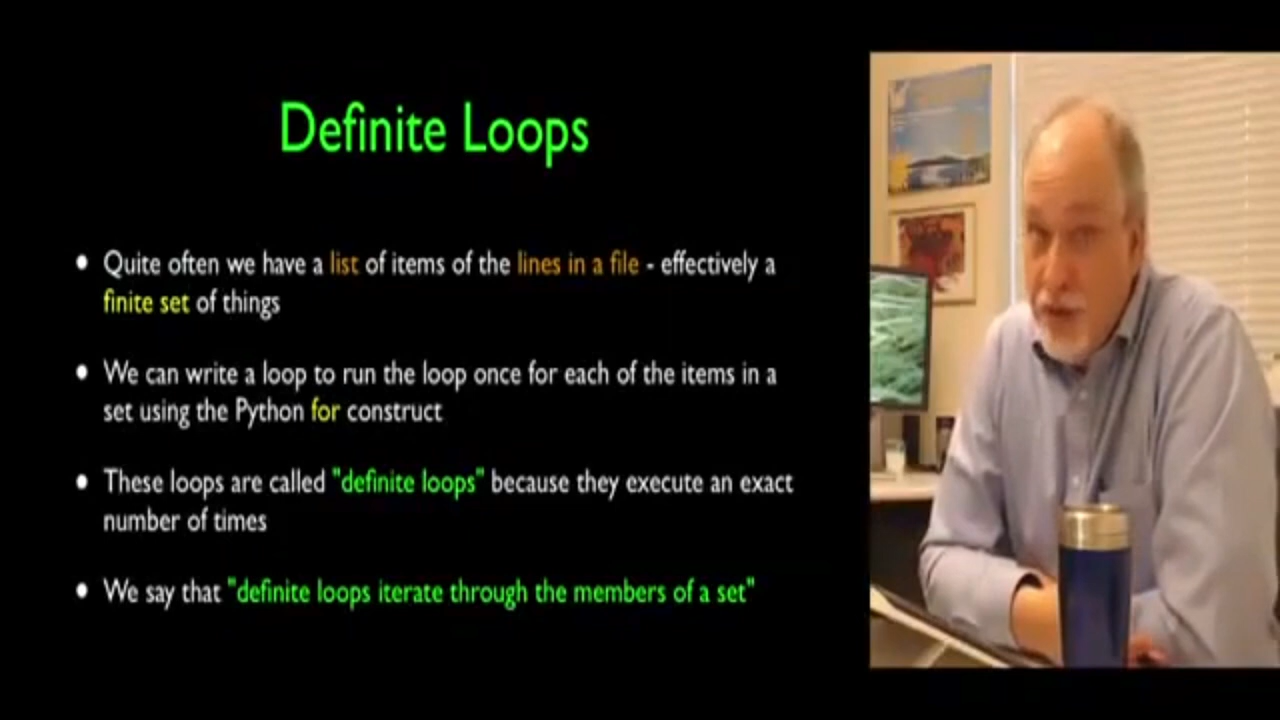 Definite Loops
• Quite often we have a list of items of the lines in a file - effectively a
finite set of things
• We can write a loop to run the loop once for each of the items in a
set using the Python for construct
• These loops are called "definite loops" because they execute an exact
number of times
• We say that "definite loops iterate through the members of a set"